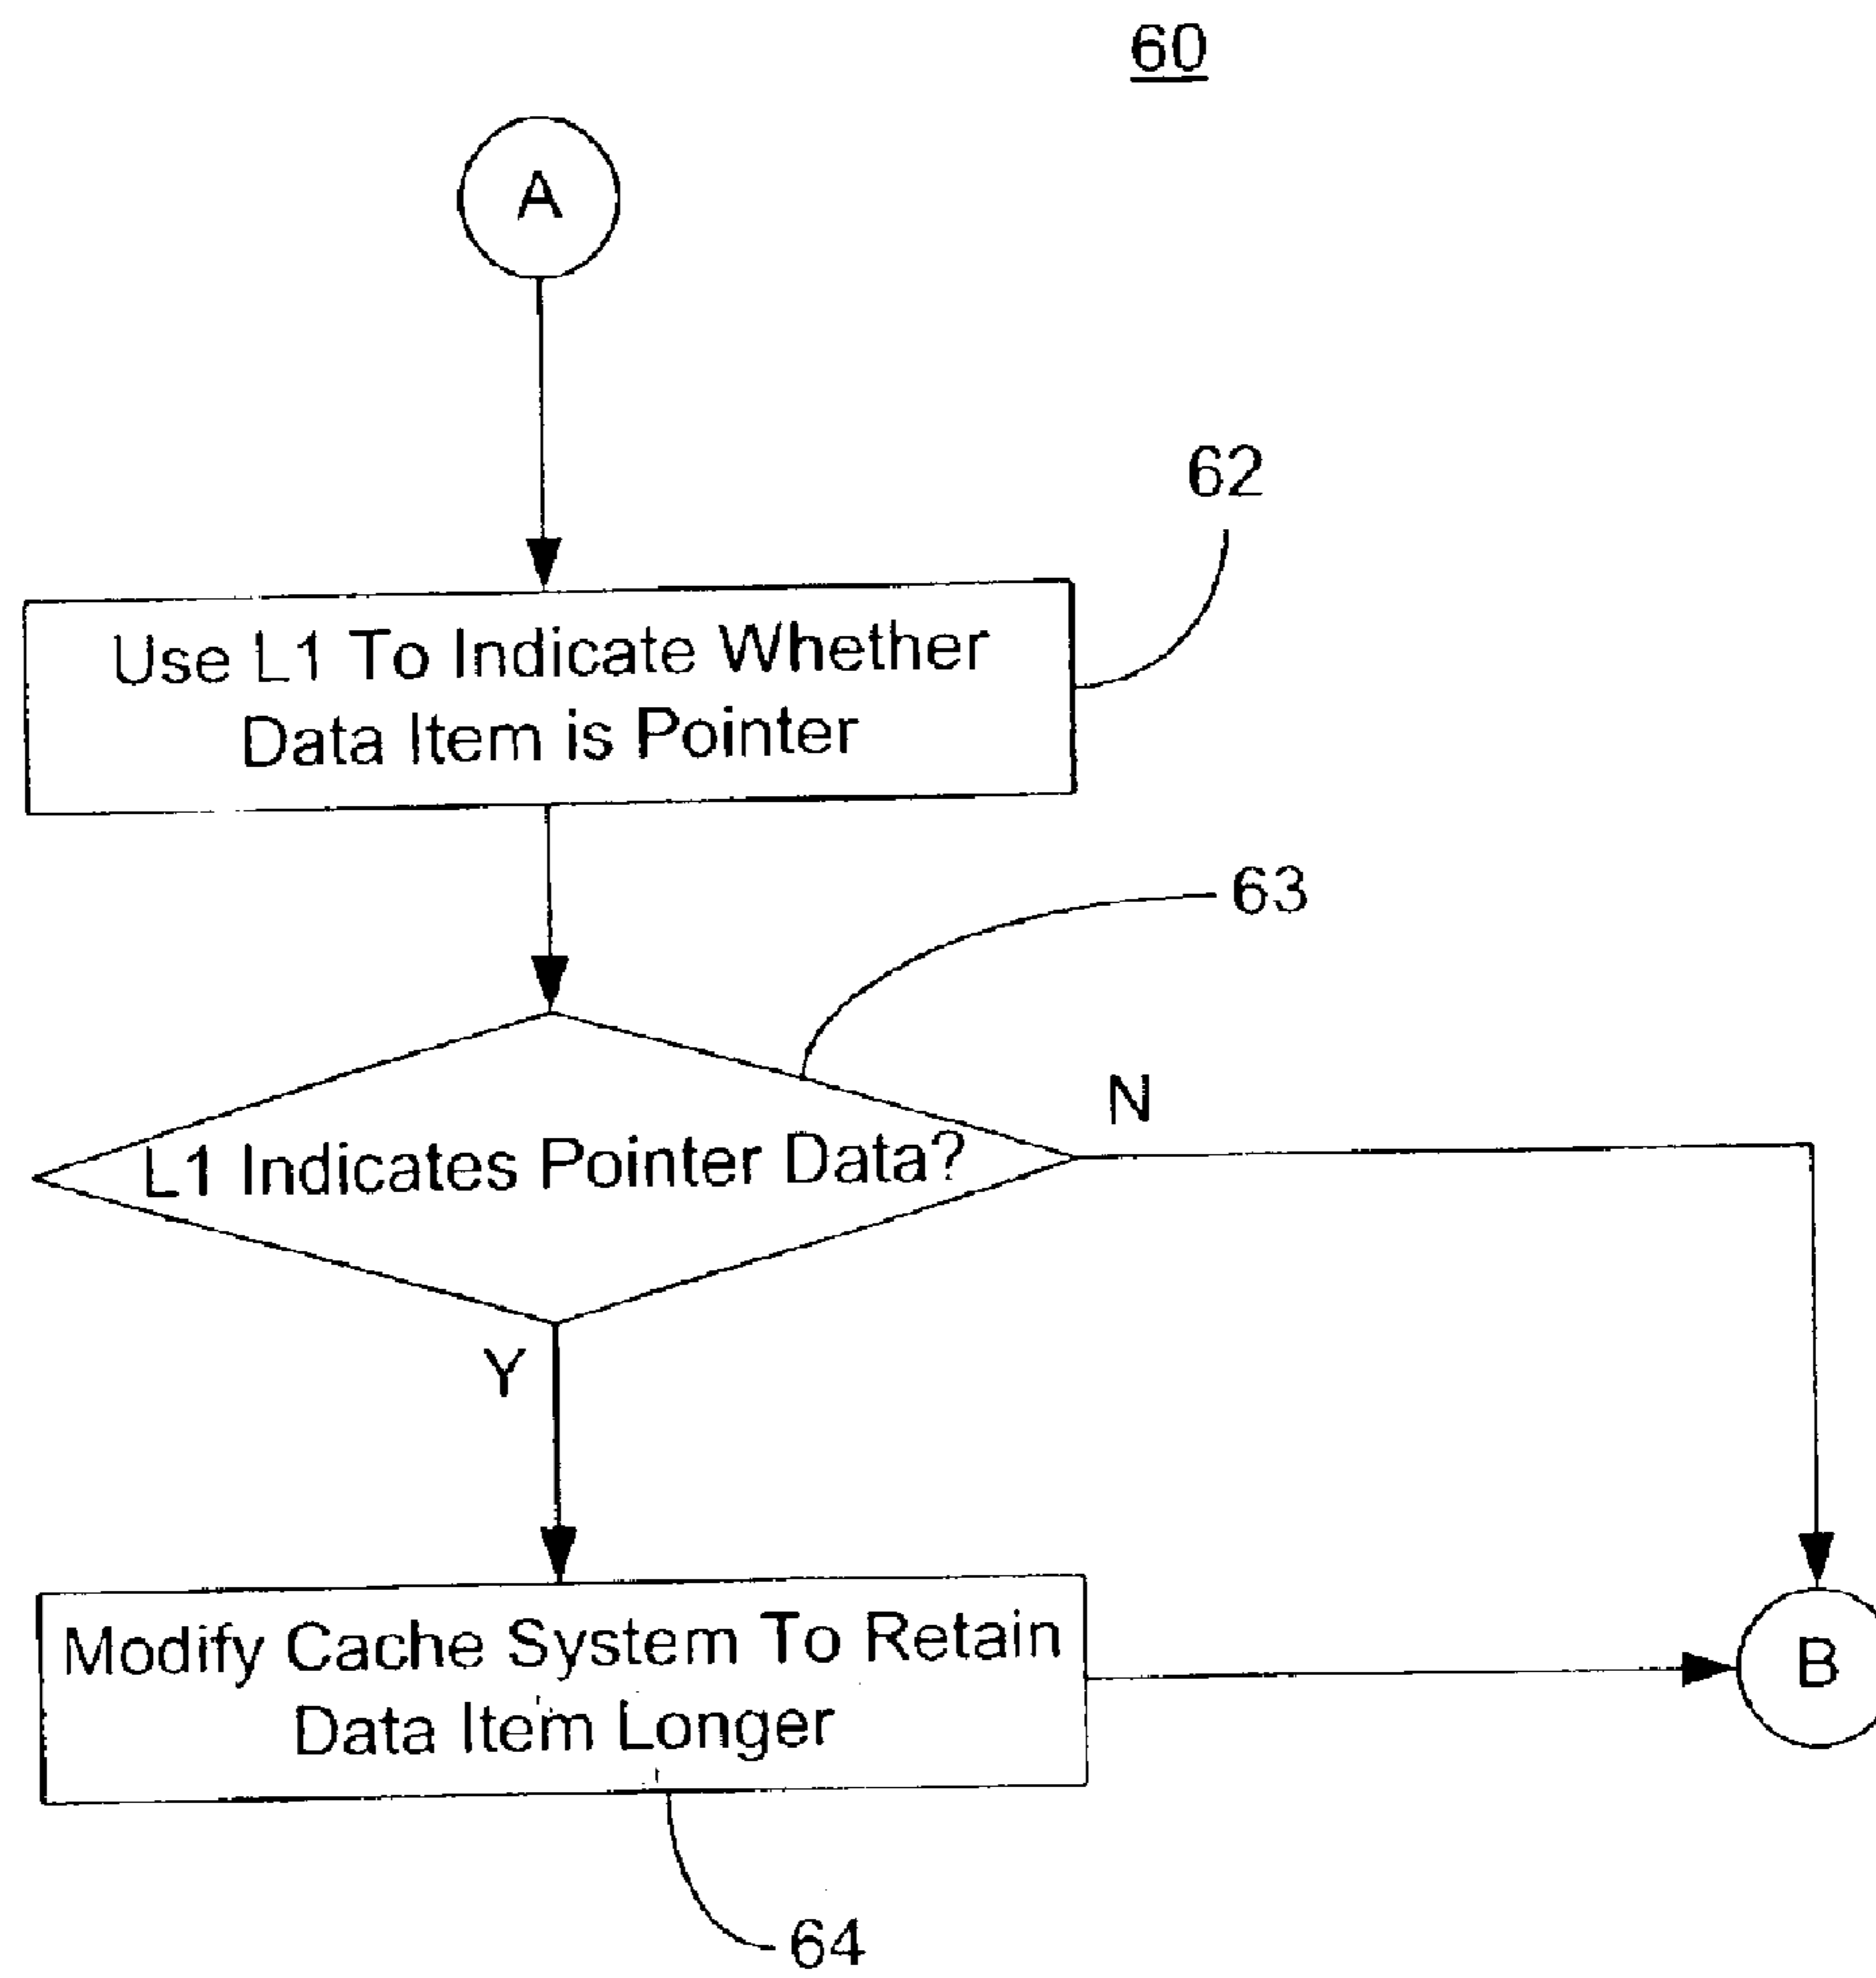 60
A
62
Use L1 To Indicate Whether
Data Item is Pointer
63
N
L1 Indicates Pointer Data?
Y
Modify Cache System To Retain
Data Item Longer
B
64